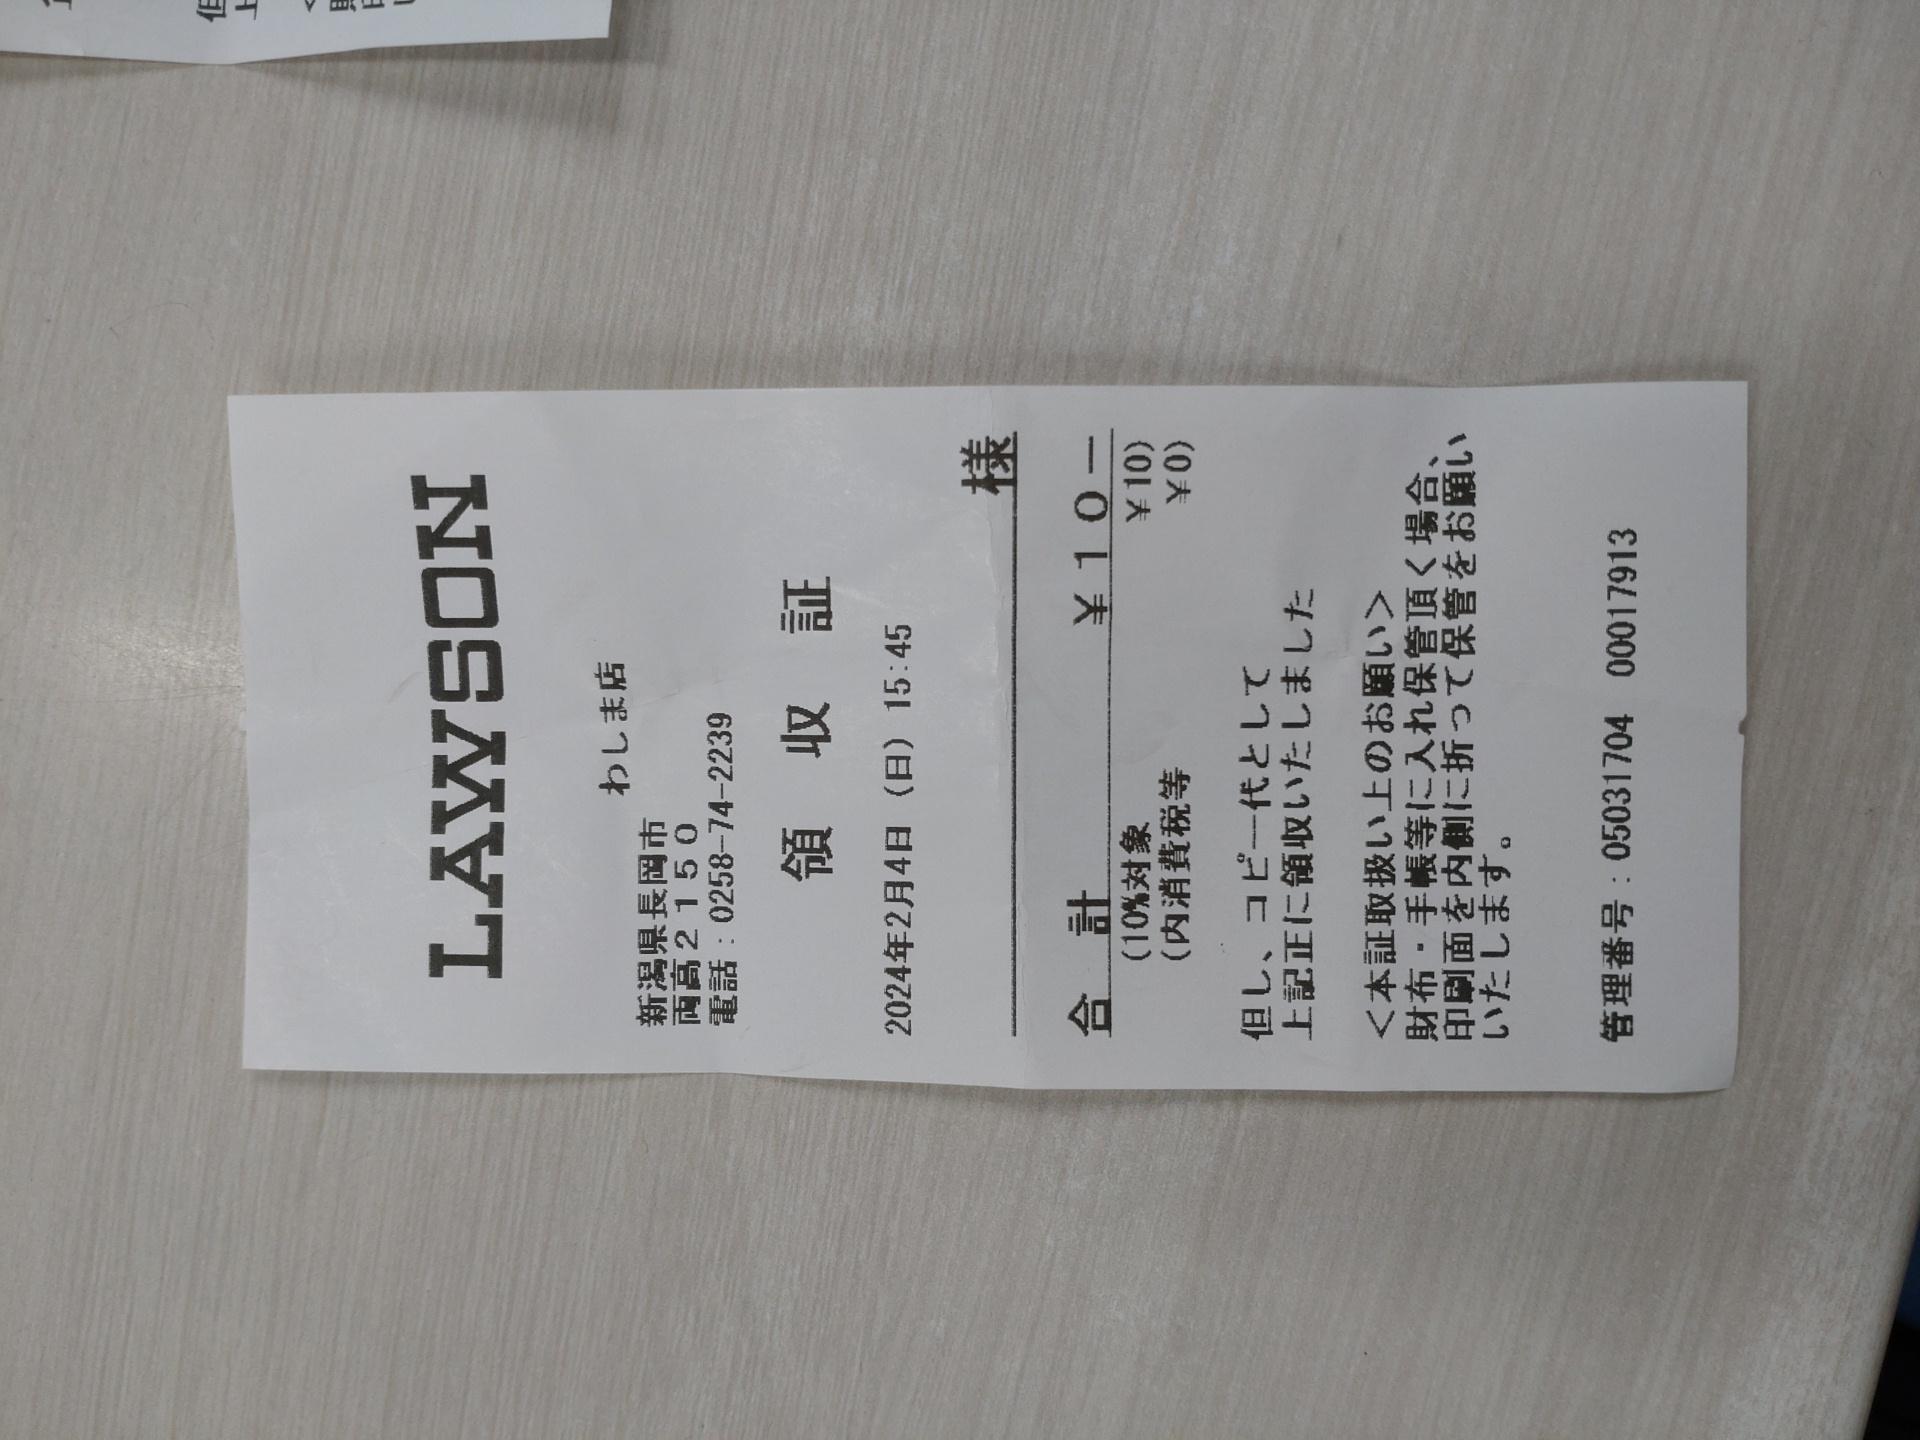 LAWSON
わしま店
新潟県長岡市
両高２１５０
電話：0258-74-2239
領　収　証
2024年2月4日（日）15:45
様
合　計　￥１０－
(10%対象　￥10)
(内消費税等　￥0)
但し、コピー代として
上記正に領収いたしました
＜本証取扱い上のお願い＞
財布・手帳等に入れ保管頂く場合、
印刷面を内側に折って保管をお願い
いたします。
管理番号：05031704　00017913
但
上
＜